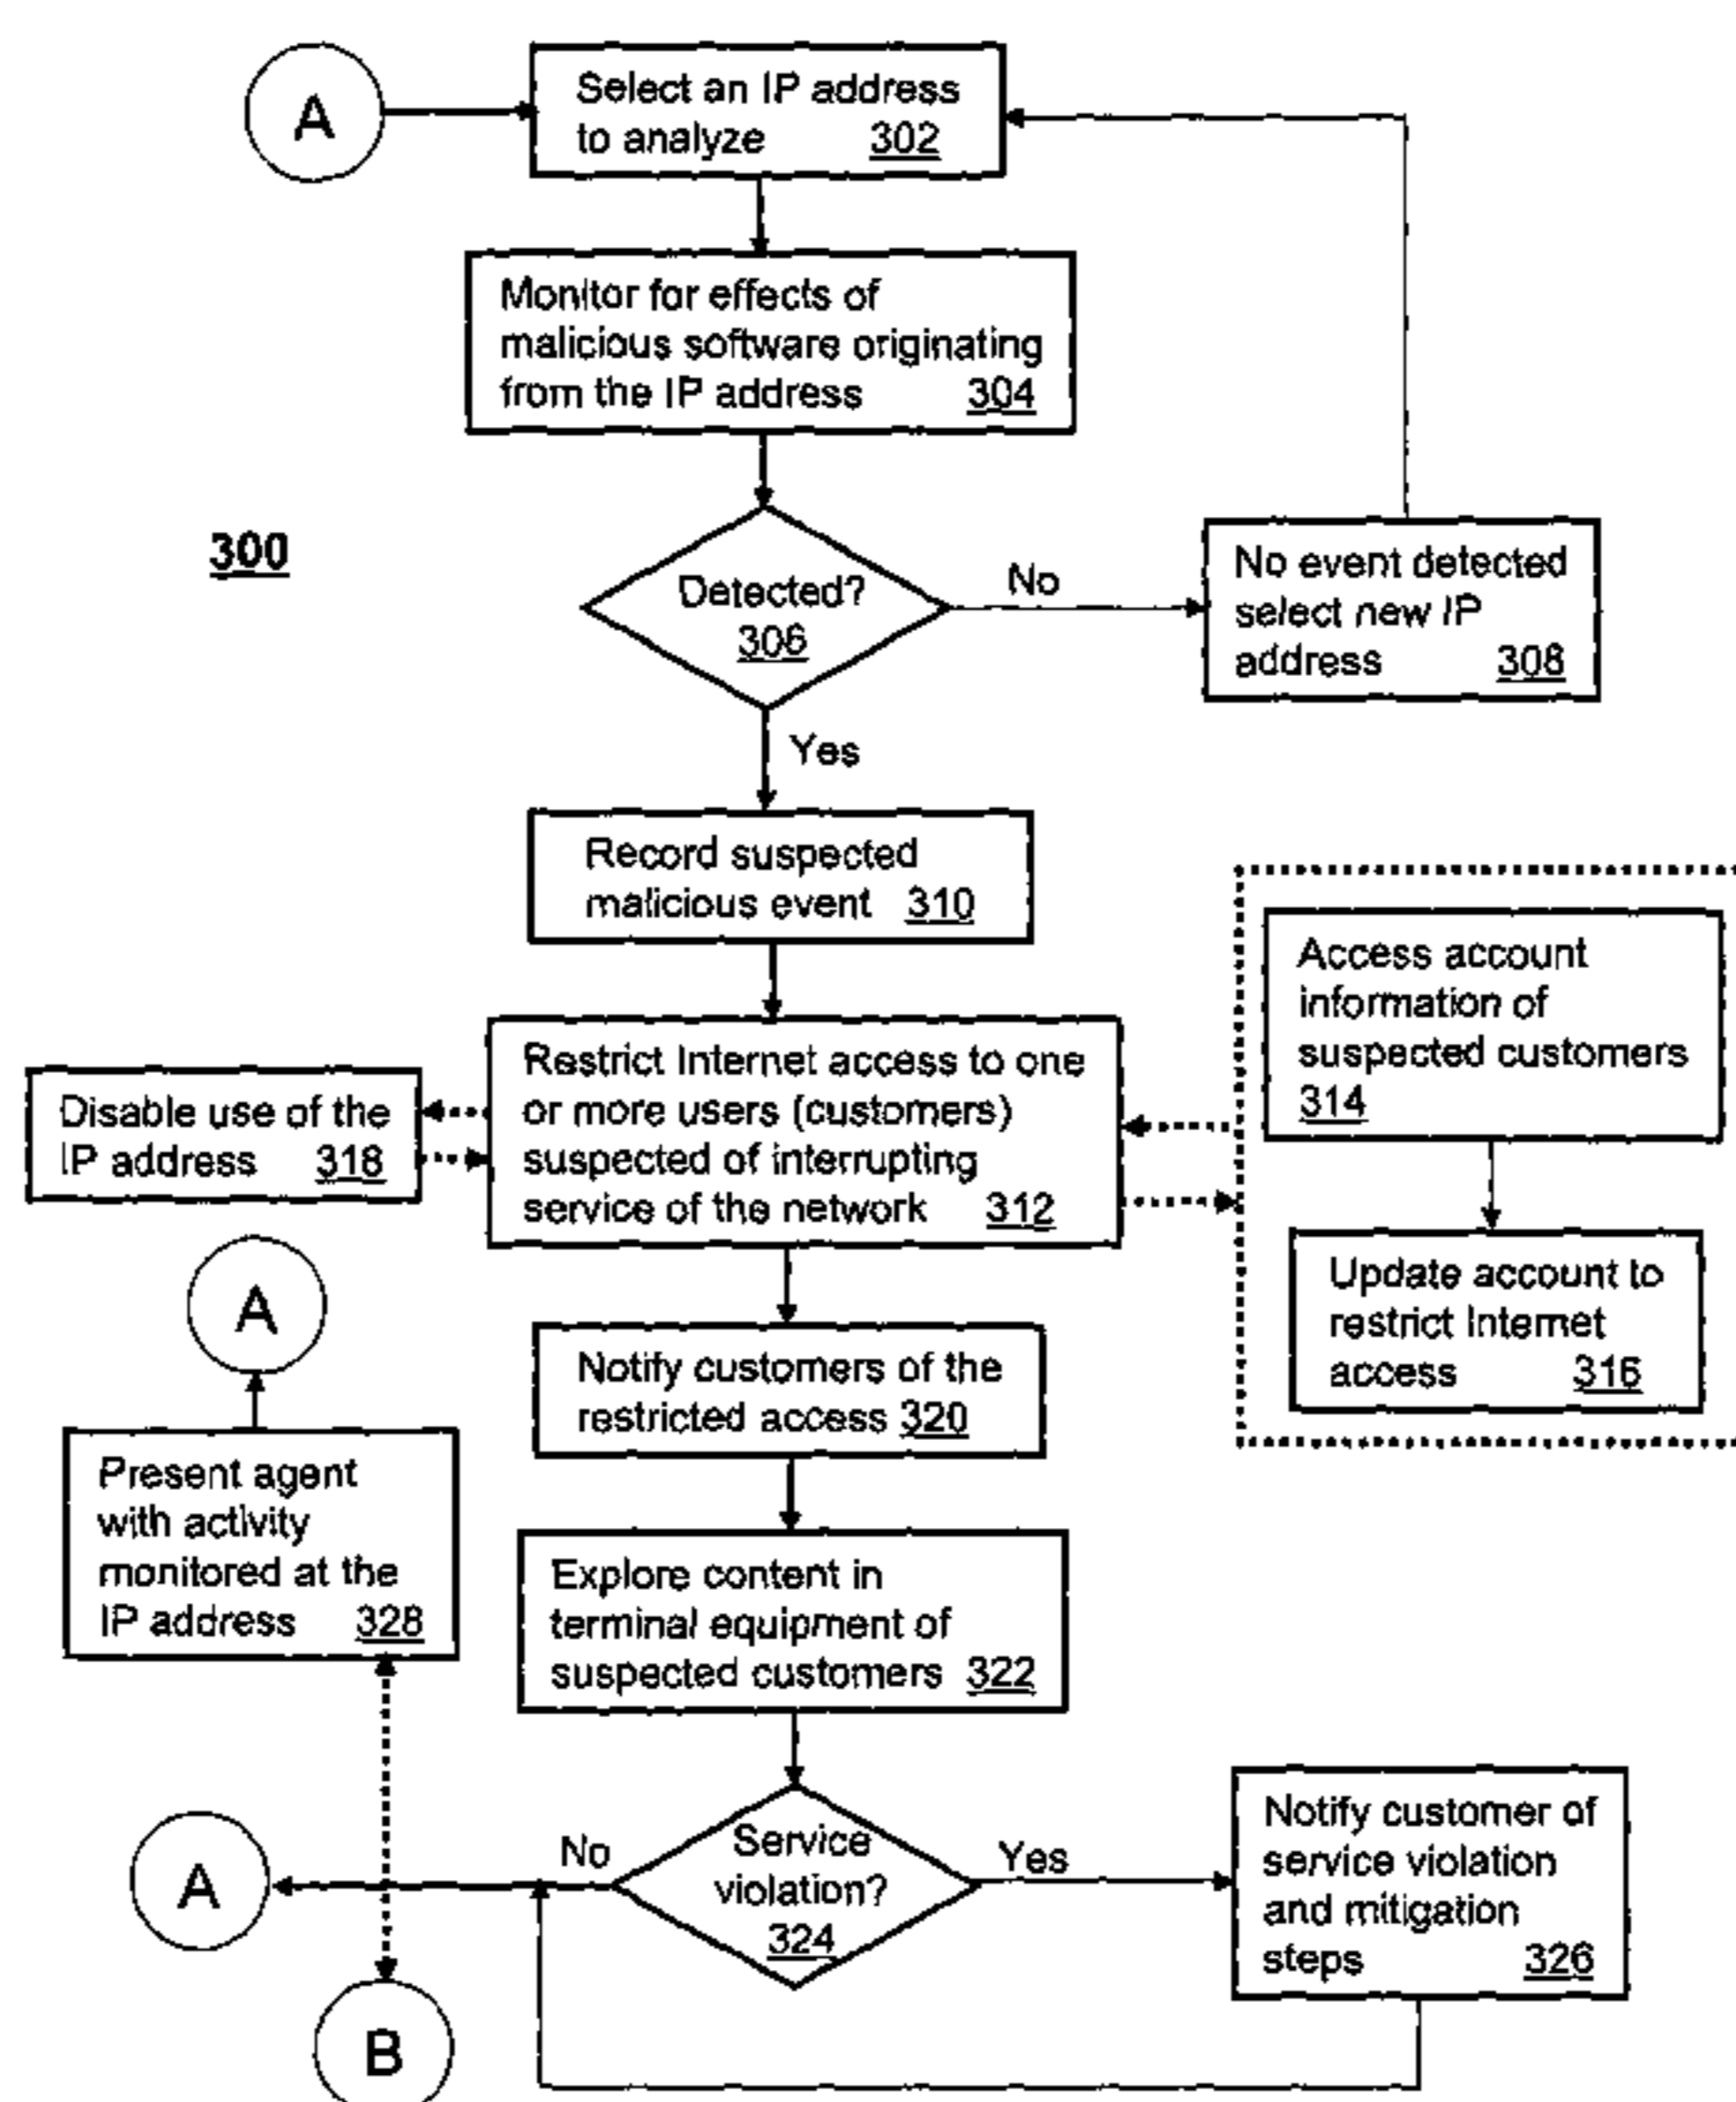 A
Select an IP address
to analyze 302
Monitor for effects of
malicious software originating
from the IP address 304
300
Detected?
306
No
No event detected
select new IP
address 308
Yes
Record suspected
malicious event 310
Access account
information of
suspected customers
314
Restrict Internet access to one
or more users (customers)
suspected of interrupting
service of the network 312
Disable use of the
IP address 318
Update account to
restrict Internet
access 316
A
Notify customers of the
restricted access 320
Present agent
with activity
monitored at the
IP address 328
Explore content in
terminal equipment of
suspected customers 322
Service
violation?
324
No
Yes
A
Notify customer of
service violation
and mitigation
steps 326
B